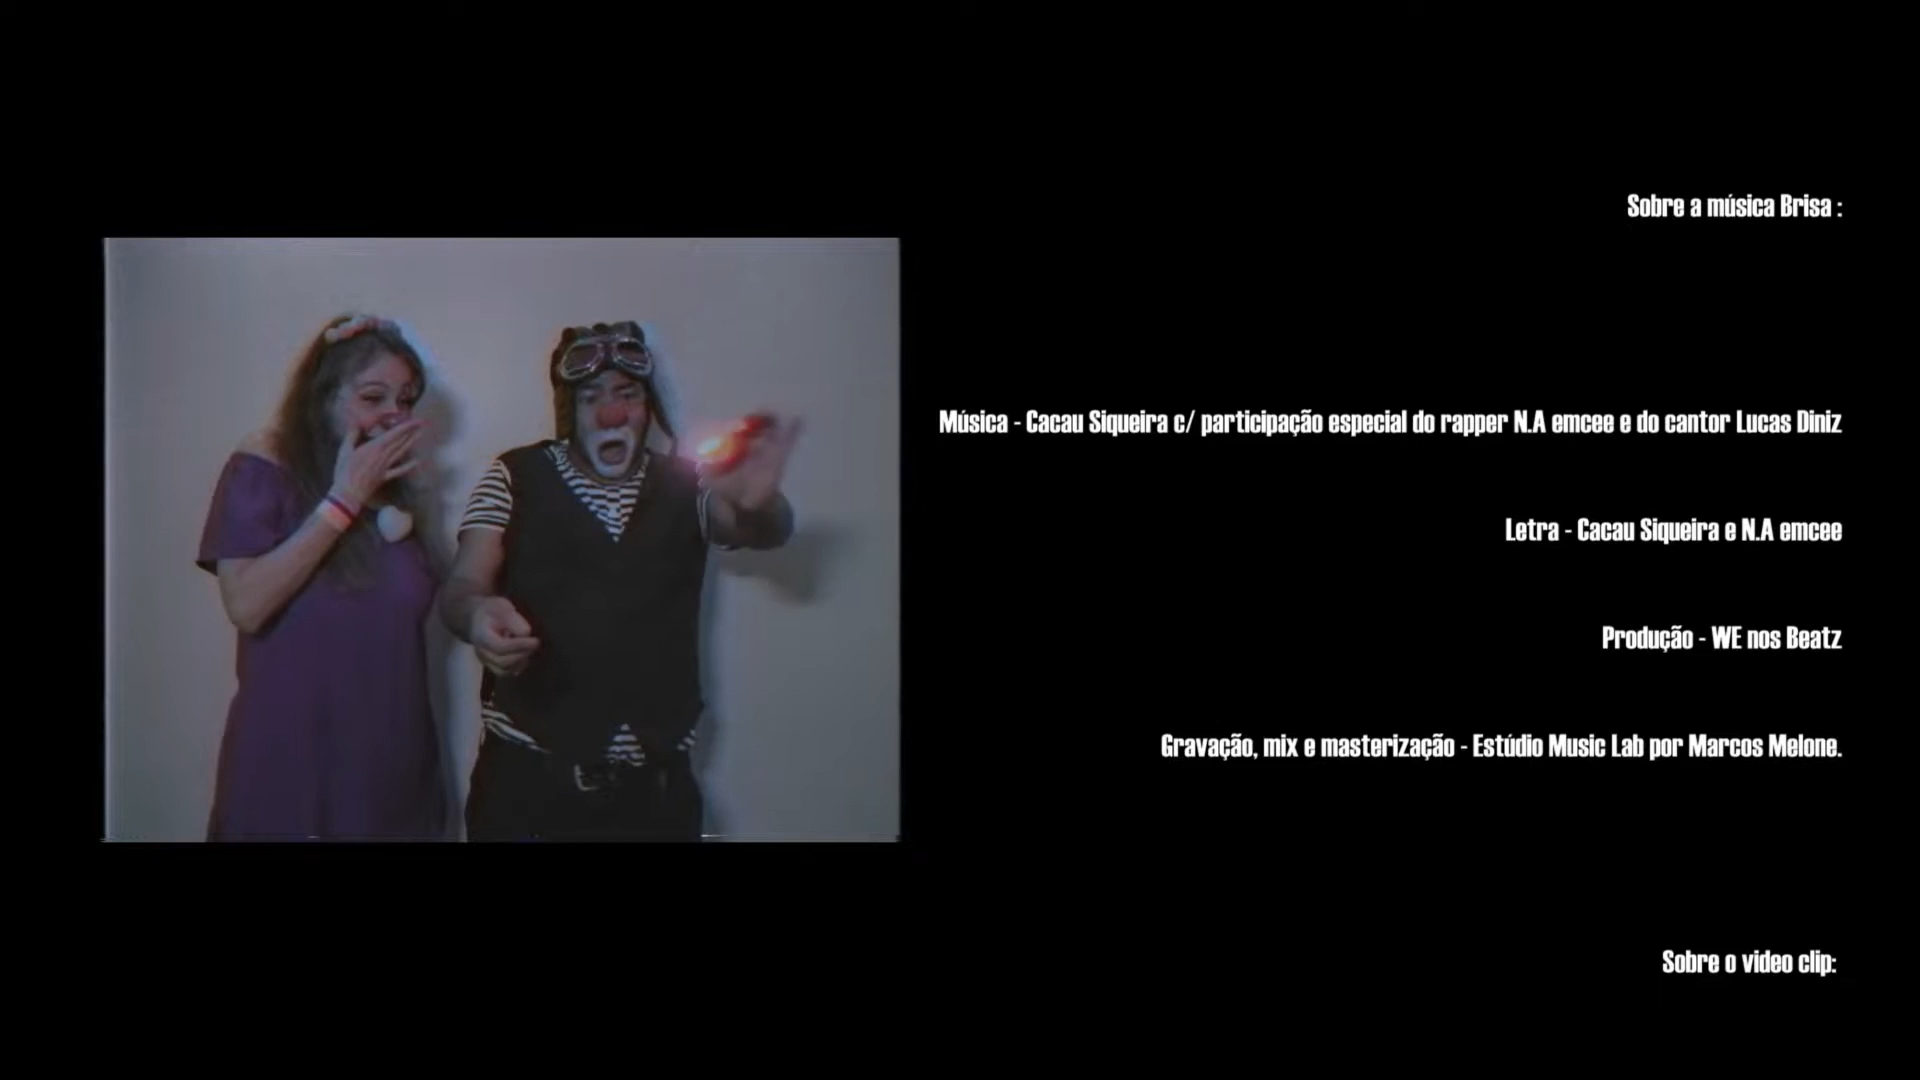 Sobre a música Brisa :
Música - Cacau Siqueira c/ participação especial do rapper N.A emcee e do cantor Lucas Diniz
Letra - Cacau Siqueira e N.A emcee
Produção - WE nos Beatz
Gravação, mix e masterização - Estúdio Music Lab por Marcos Melone.
Sobre o video clip: